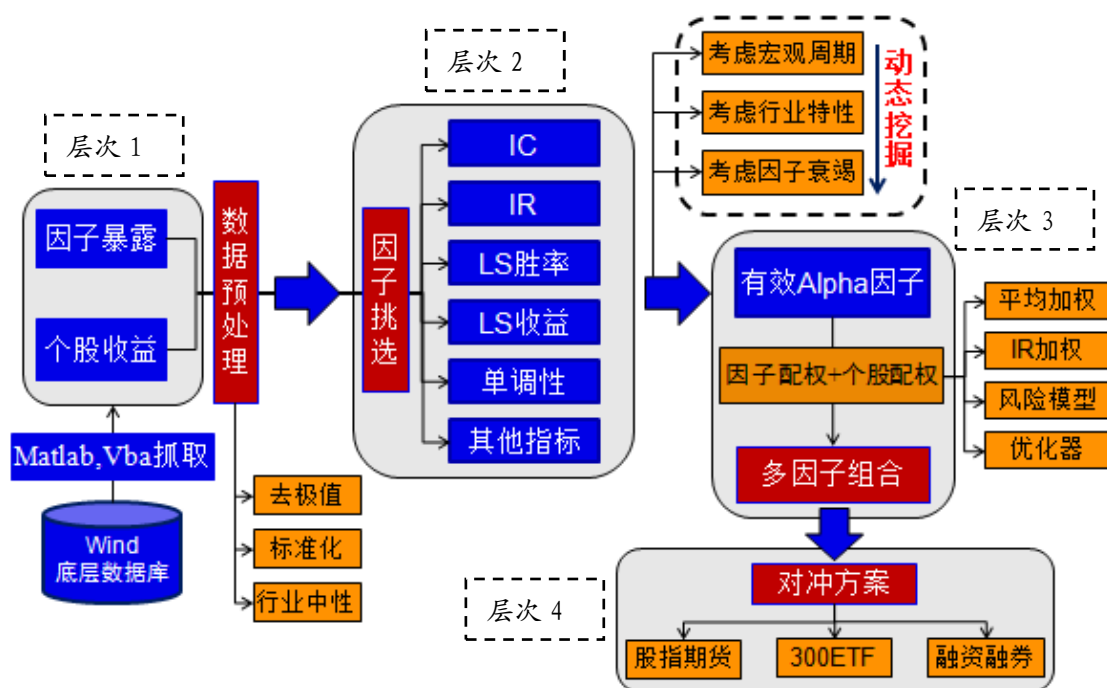 层次 1
因子暴露
个股收益
Matlab,Vba抓取
Wind
底层数据库
数据预处理
去极值
标准化
行业中性
层次 2
因子挑选
IC
IR
LS胜率
LS收益
单调性
其他指标
考虑宏观周期
考虑行业特性
考虑因子衰竭
动态挖掘
层次 3
有效Alpha因子
因子配权+个股配权
多因子组合
平均加权
IR加权
风险模型
优化器
层次 4
对冲方案
股指期货
300ETF
融资融券